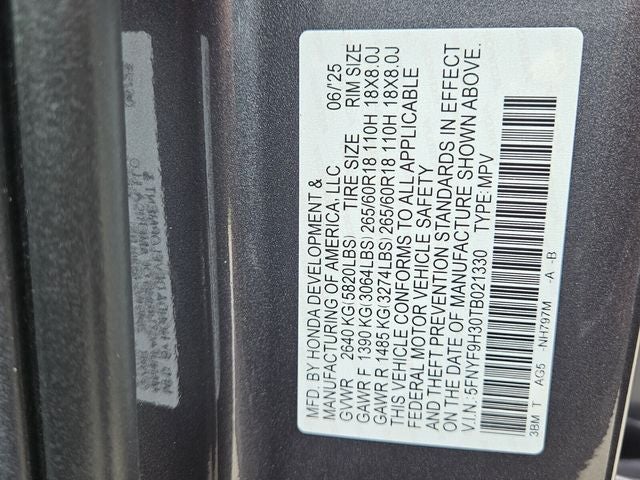 MFD. BY HONDA DEVELOPMENT &
MANUFACTURING OF AMERICA, LLC 06/'25
GVWR 2640 KG(5820LBS) TIRE SIZE RIM SIZE
GAWR F 1390 KG(3064LBS)265/60R18 110H 18X8.0J
GAWR R 1485 KG(3274LBS)265/60R18 110H 18X8.0J
THIS VEHICLE CONFORMS TO ALL APPLICABLE
FEDERAL MOTOR VEHICLE SAFETY
AND THEFT PREVENTION STANDARDS IN EFFECT
ON THE DATE OF MANUFACTURE SHOWN ABOVE.
V.I.N:5FNYF9H30TB021330 TYPE:MPV
3BM T AG5 -NH797M -A -B